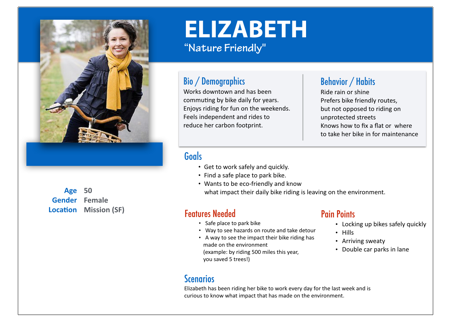 ELIZABETH
"Nature Friendly"
Bio / Demographics
Works downtown and has been
commuting by bike daily for years.
Enjoys riding for fun on the weekends.
Feels independent and rides to
reduce her carbon footprint.
Behavior / Habits
Ride rain or shine
Prefers bike friendly routes,
but not opposed to riding on
unprotected streets
Knows how to fix a flat or where
to take her bike in for maintenance
Age 50
Gender Female
Location Mission (SF)
Goals
• Get to work safely and quickly.
• Find a safe place to park bike.
• Wants to be eco-friendly and know
what impact their daily bike riding is leaving on the environment.
Features Needed
• Safe place to park bike
• Way to see hazards on route and take detour
• A way to see the impact their bike riding has
made on the environment
(example: by riding 500 miles this year,
you saved 5 trees!)
Pain Points
• Locking up bikes safely quickly
• Hills
• Arriving sweaty
• Double car parks in lane
Scenarios
Elizabeth has been riding her bike to work every day for the last week and is
curious to know what impact that has made on the environment.